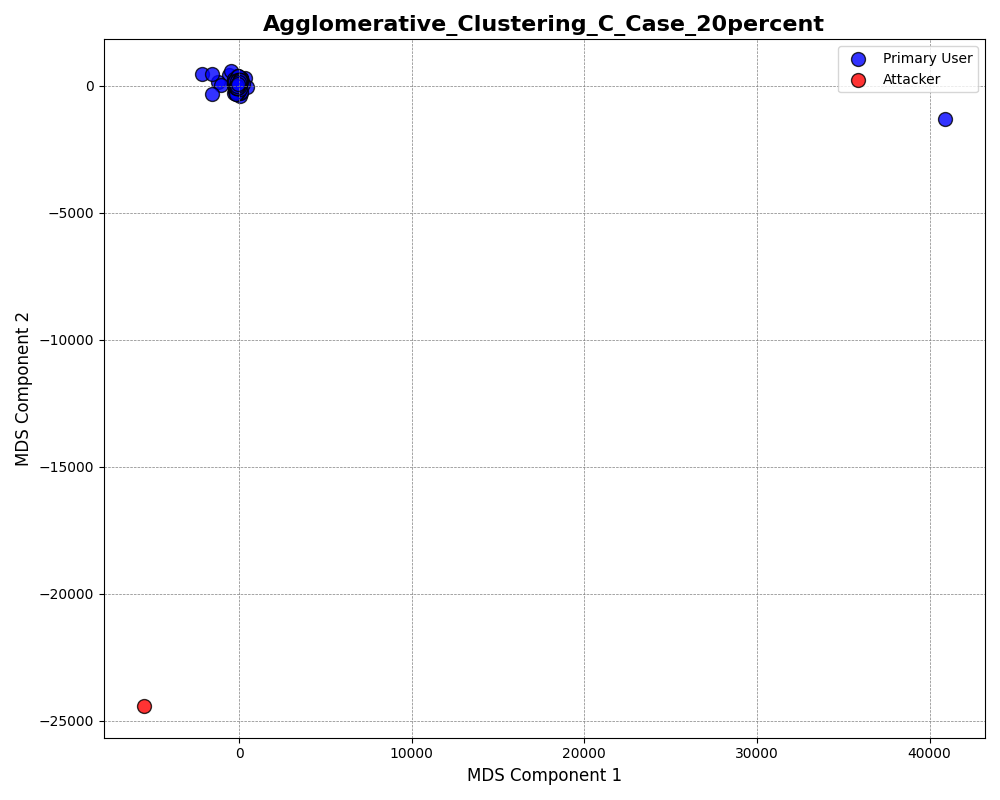 Agglomerative_Clustering_C_Case_20percent
Primary User
Attacker
0
−5000
−10000
−15000
−20000
−25000
MDS Component 2
0
10000
20000
30000
40000
MDS Component 1